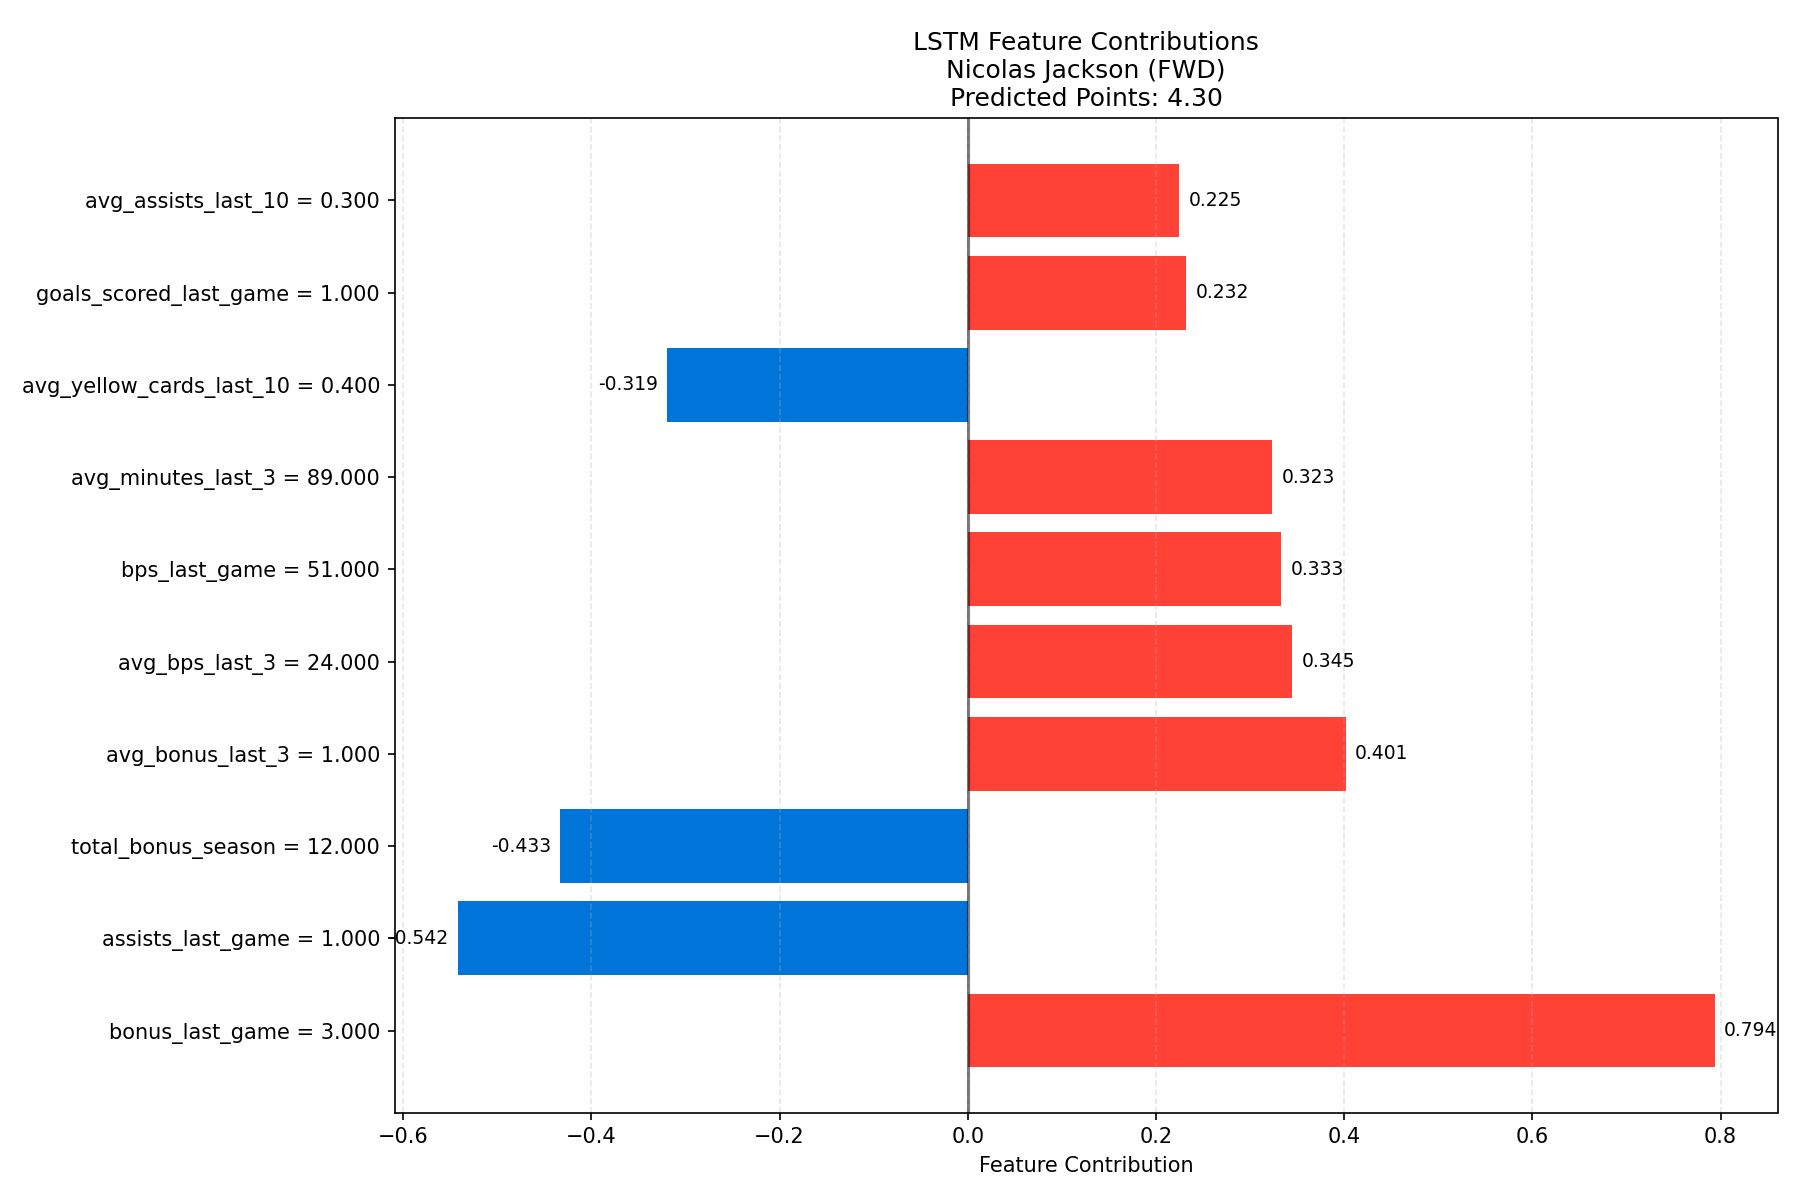 LSTM Feature Contributions
Nicolas Jackson (FWD)
Predicted Points: 4.30
avg_assists_last_10 = 0.300
0.225
goals_scored_last_game = 1.000
0.232
avg_yellow_cards_last_10 = 0.400
-0.319
avg_minutes_last_3 = 89.000
0.323
bps_last_game = 51.000
0.333
avg_bps_last_3 = 24.000
0.345
avg_bonus_last_3 = 1.000
0.401
total_bonus_season = 12.000
-0.433
assists_last_game = 1.000
-0.542
bonus_last_game = 3.000
0.794
−0.6 −0.4 −0.2 0.0 0.2 0.4 0.6 0.8
Feature Contribution